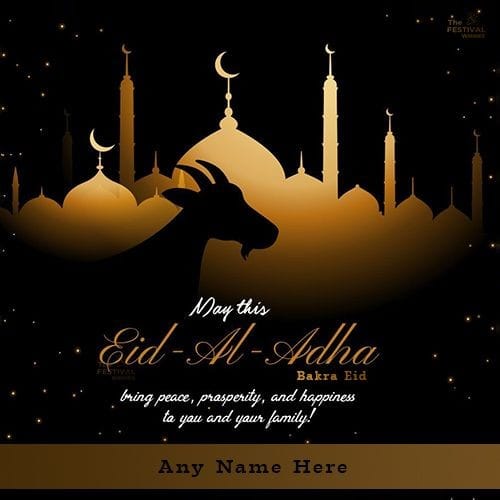 The
FESTIVAL
WISHES
May this
Eid-Al-Adha
FESTIVAL
Bakra Eid
bring peace, prosperity, and happiness
to you and your family!
Any Name Here